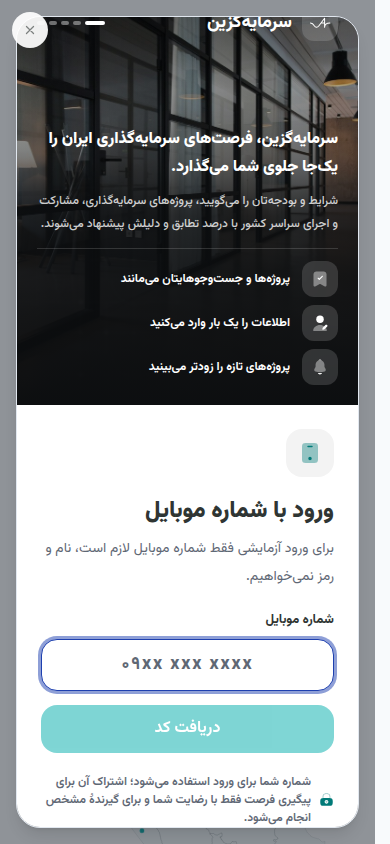 سرمایه‌گزین
سرمایه‌گزین، فرصت‌های سرمایه‌گذاری ایران را
یک‌جا جلوی شما می‌گذارد.
شرایط و بودجه‌تان را می‌گویید، پروژه‌های سرمایه‌گذاری، مشارکت
و اجرای سراسر کشور با درصد تطابق و دلیلش پیشنهاد می‌شوند.
پروژه‌ها و جست‌وجوهایتان می‌مانند
اطلاعات را یک بار وارد می‌کنید
پروژه‌های تازه را زودتر می‌بینید
ورود با شماره موبایل
برای ورود آزمایشی فقط شماره موبایل لازم است، نام و
رمز نمی‌خواهیم.
شماره موبایل
۰۹xx xxx xxxx
دریافت کد
شماره شما برای ورود استفاده می‌شود؛ اشتراک آن برای
پیگیری فرصت فقط با رضایت شما و برای گیرندهٔ مشخص
انجام می‌شود.